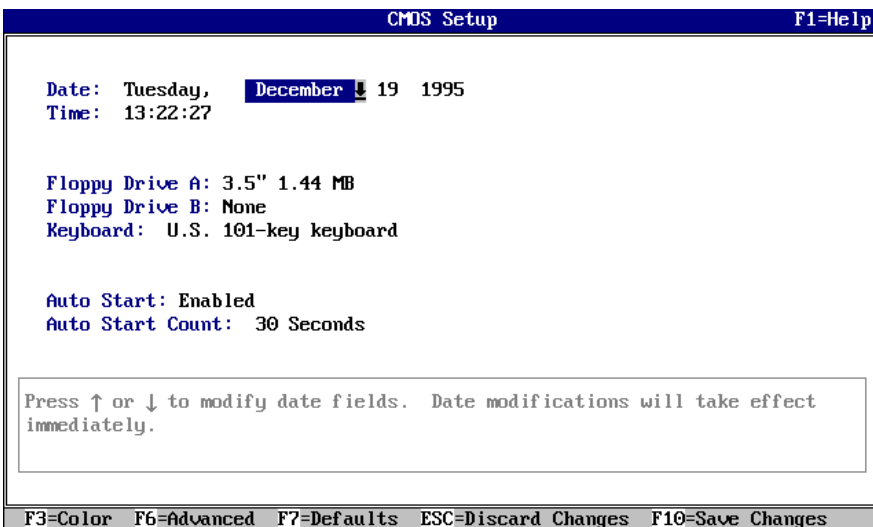 CMOS Setup F1=Help
Date: Tuesday, December ↓ 19 1995
Time: 13:22:27
Floppy Drive A: 3.5" 1.44 MB
Floppy Drive B: None
Keyboard: U.S. 101-key keyboard
Auto Start: Enabled
Auto Start Count: 30 Seconds
Press ↑ or ↓ to modify date fields. Date modifications will take effect
immediately.
F3=Color F6=Advanced F7=Defaults ESC=Discard Changes F10=Save Changes